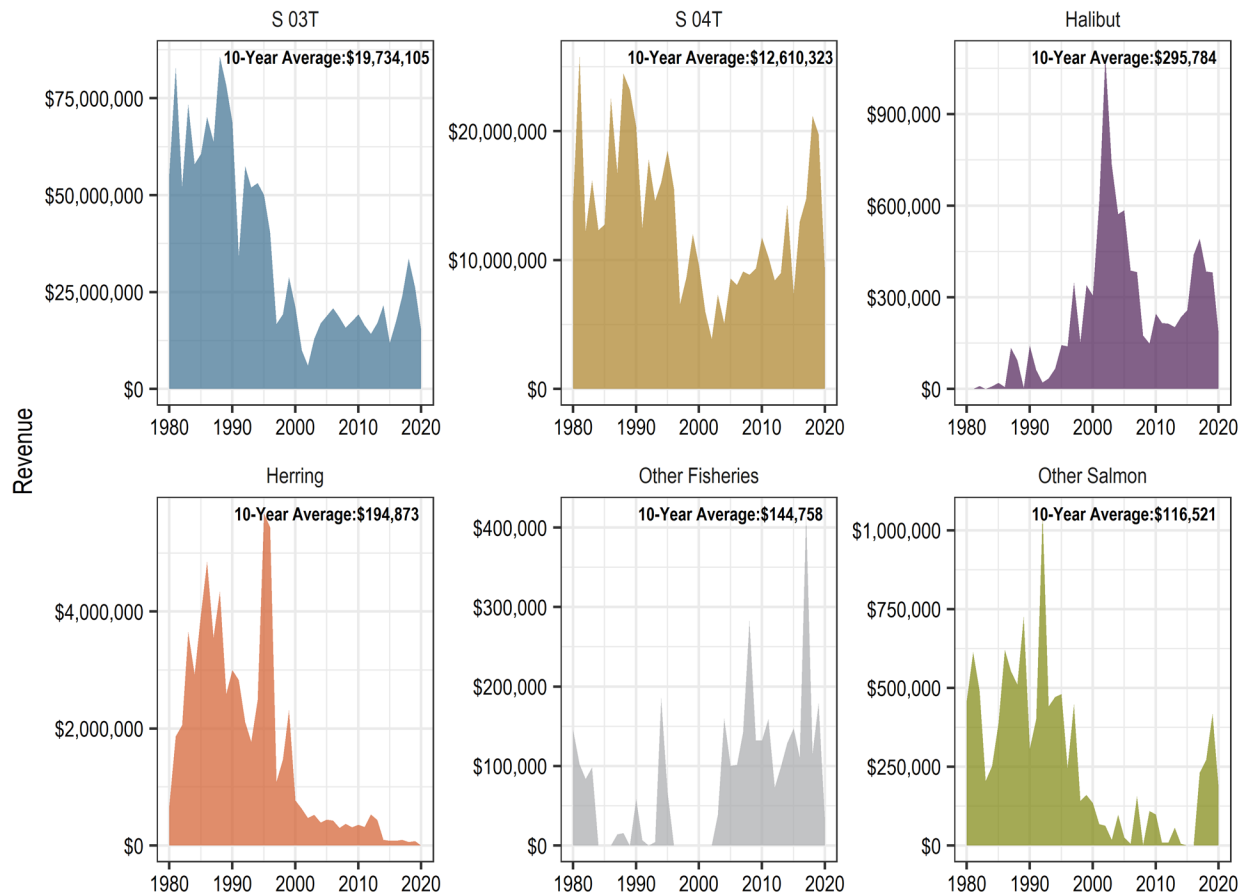 S 03T
S 04T
Halibut
10-Year Average:$19,734,105
10-Year Average:$12,610,323
10-Year Average:$295,784
$75,000,000
$50,000,000
$25,000,000
$0
$20,000,000
$10,000,000
$0
$900,000
$600,000
$300,000
$0
1980 1990 2000 2010 2020
1980 1990 2000 2010 2020
1980 1990 2000 2010 2020
Revenue
Herring
Other Fisheries
Other Salmon
10-Year Average:$194,873
10-Year Average:$144,758
10-Year Average:$116,521
$4,000,000
$2,000,000
$0
$400,000
$300,000
$200,000
$100,000
$0
$1,000,000
$750,000
$500,000
$250,000
$0
1980 1990 2000 2010 2020
1980 1990 2000 2010 2020
1980 1990 2000 2010 2020